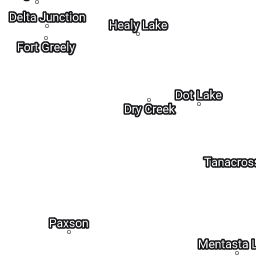 Delta Junction
Healy Lake
Fort Greely
Dot Lake
Dry Creek
Tanacross
Paxson
Mentasta L